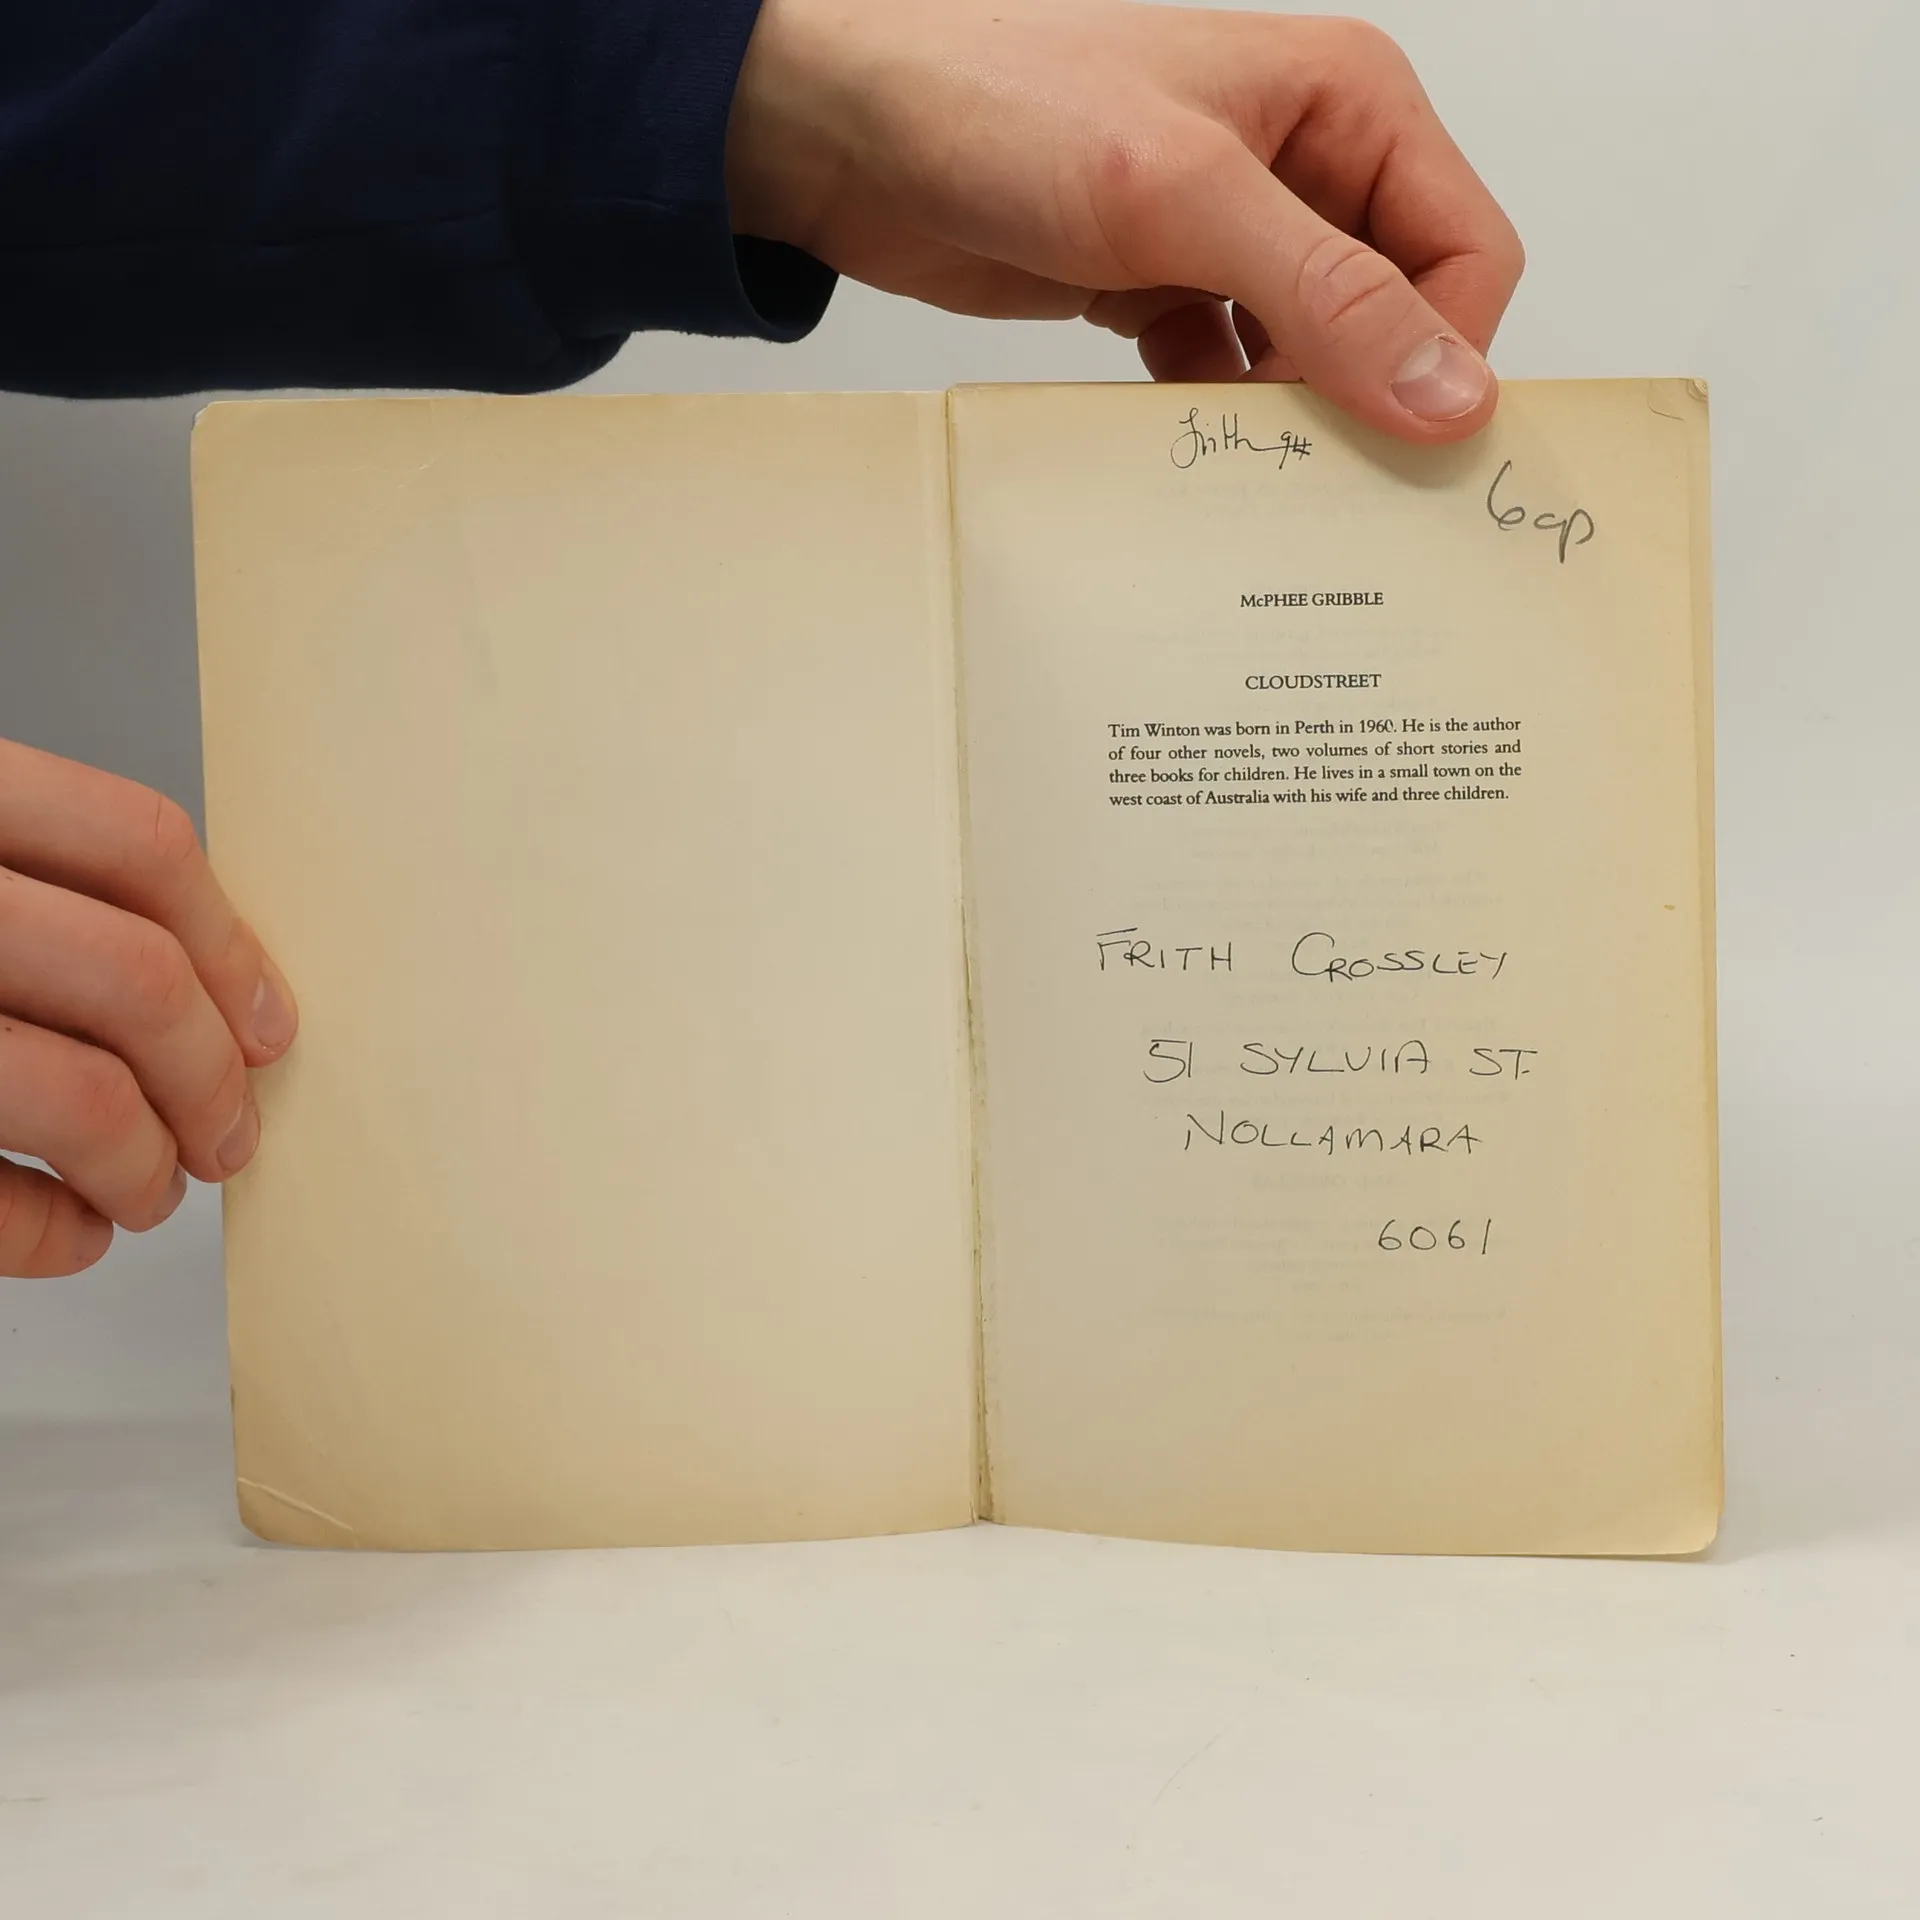 Frith 94
6cp
McPHEE GRIBBLE
CLOUDSTREET
Tim Winton was born in Perth in 1960. He is the author
of four other novels, two volumes of short stories and
three books for children. He lives in a small town on the
west coast of Australia with his wife and three children.
FRITH CROSSLEY
51 SYLVIA ST.
NOLLAMARA
6061